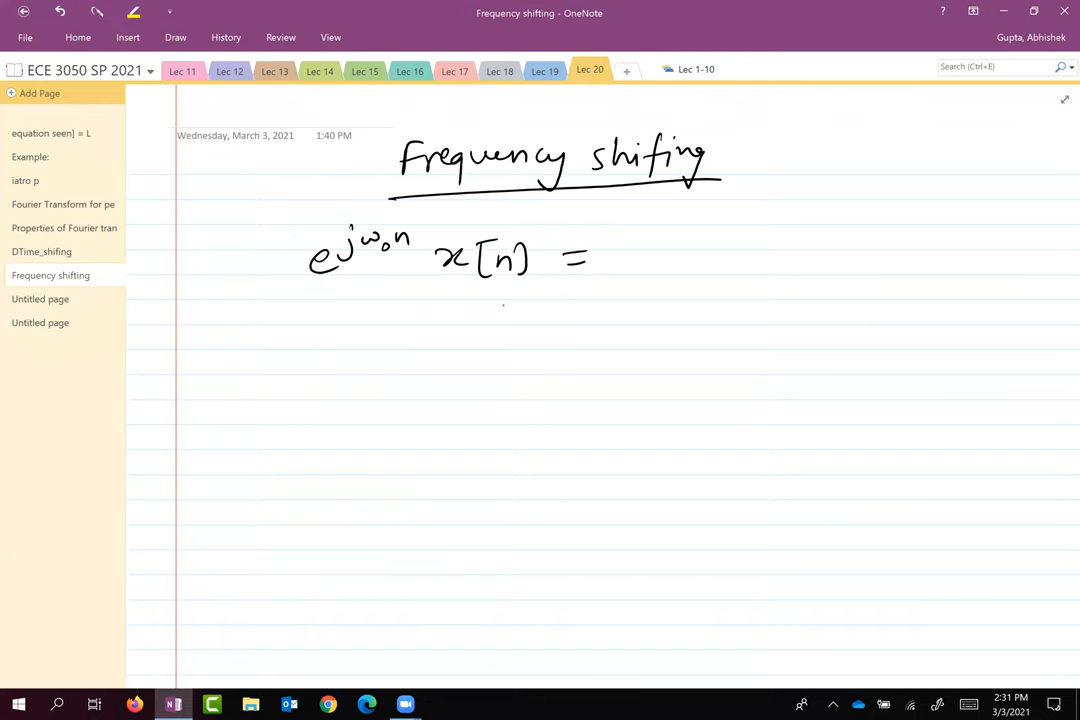 Frequency shifting - OneNote
Gupta, Abhishek
File Home Insert Draw History Review View
ECE 3050 SP 2021 Lec 11 Lec 12 Lec 13 Lec 14 Lec 15 Lec 16 Lec 17 Lec 18 Lec 19 Lec 20 + Lec 1-10 Search (Ctrl+E)
Add Page
equation seen] = L
Example:
iatro p
Fourier Transform for pe
Properties of Fourier tran
DTime_shifing
Frequency shifting
Untitled page
Untitled page
Wednesday, March 3, 2021 1:40 PM
Frequency shifing
e^{jω₀n} x[n] =
2:31 PM
3/3/2021